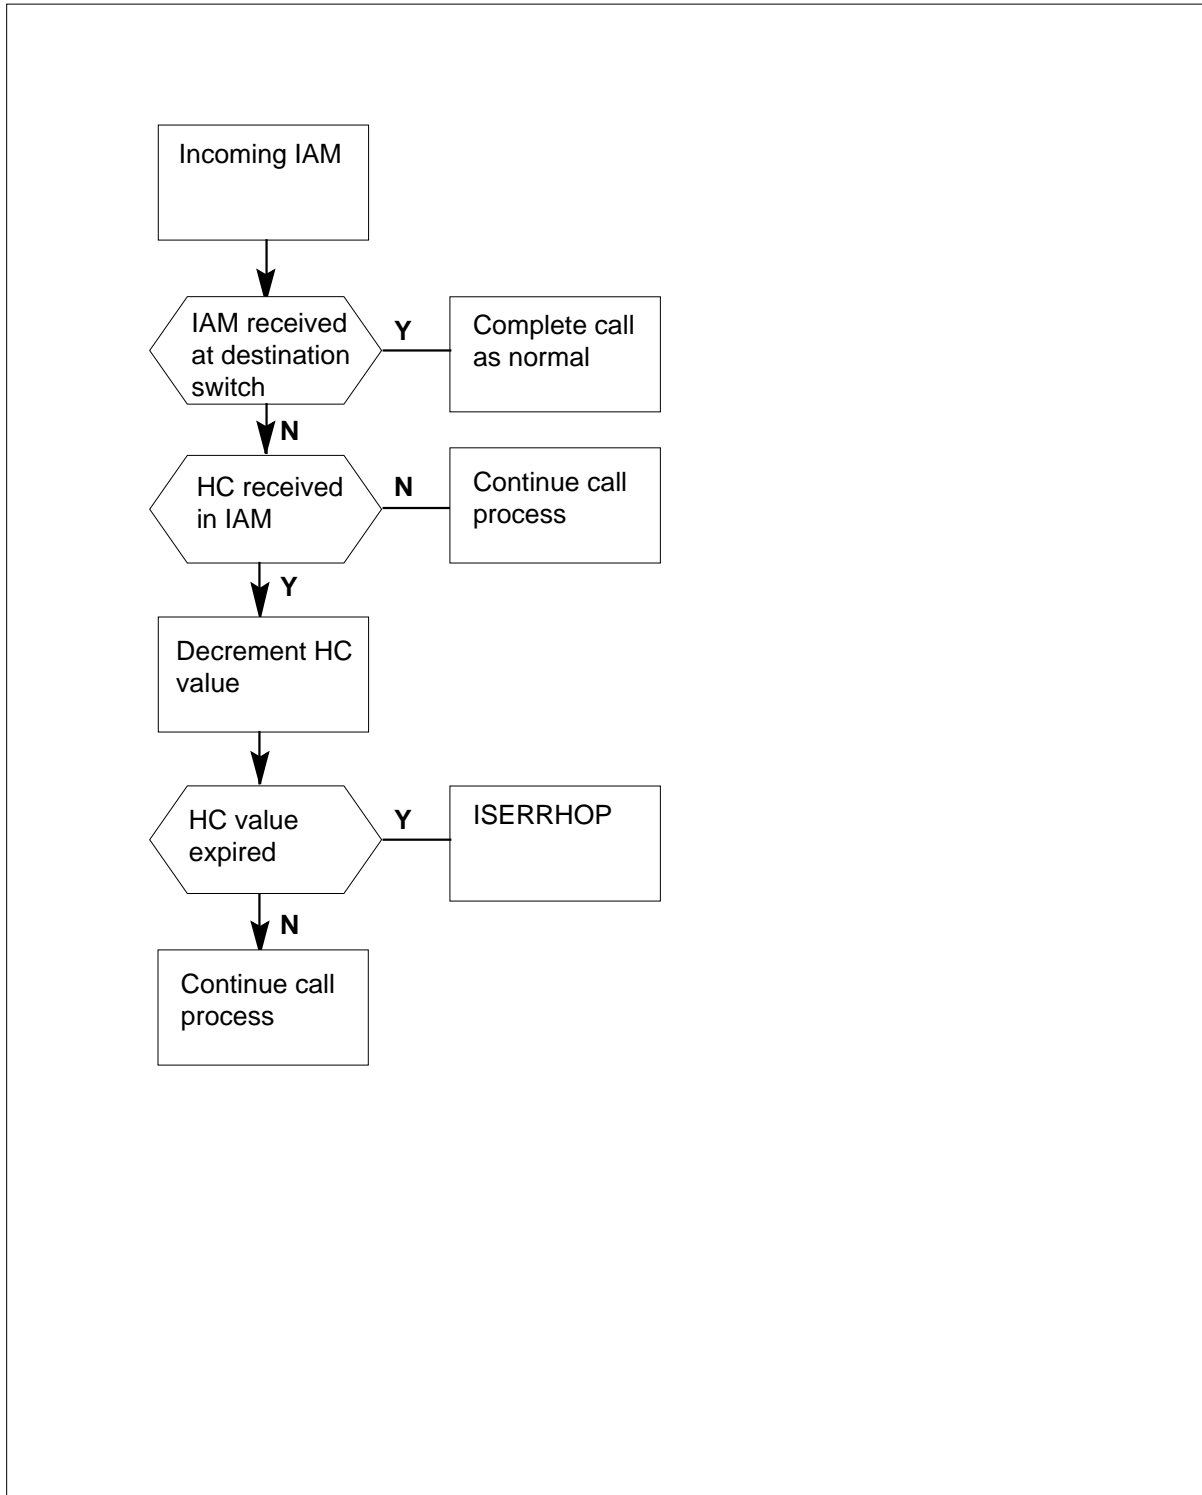 Incoming IAM
IAM received
at destination
switch
Y
Complete call
as normal
N
HC received
in IAM
N
Continue call
process
Y
Decrement HC
value
HC value
expired
Y
ISERRHOP
N
Continue call
process